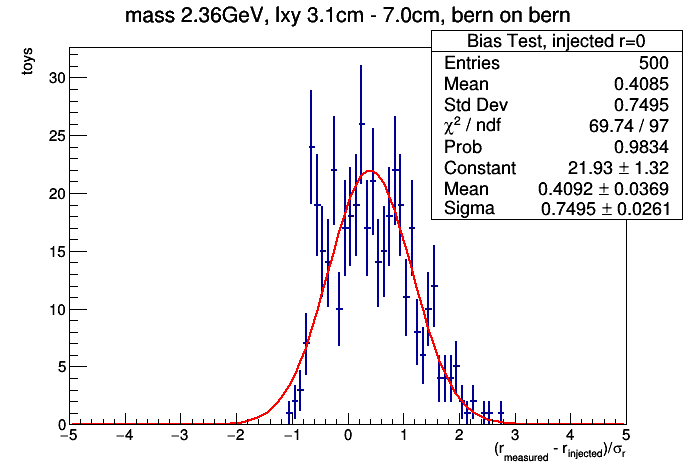 mass 2.36GeV, lxy 3.1cm - 7.0cm, bern on bern
Bias Test, injected r=0
Entries 500
Mean 0.4085
Std Dev 0.7495
χ² / ndf 69.74 / 97
Prob 0.9834
Constant 21.93 ± 1.32
Mean 0.4092 ± 0.0369
Sigma 0.7495 ± 0.0261
toys
30
25
20
15
10
5
0
−5 −4 −3 −2 −1 0 1 2 3 4 5
(r_measured - r_injected)/σ_r